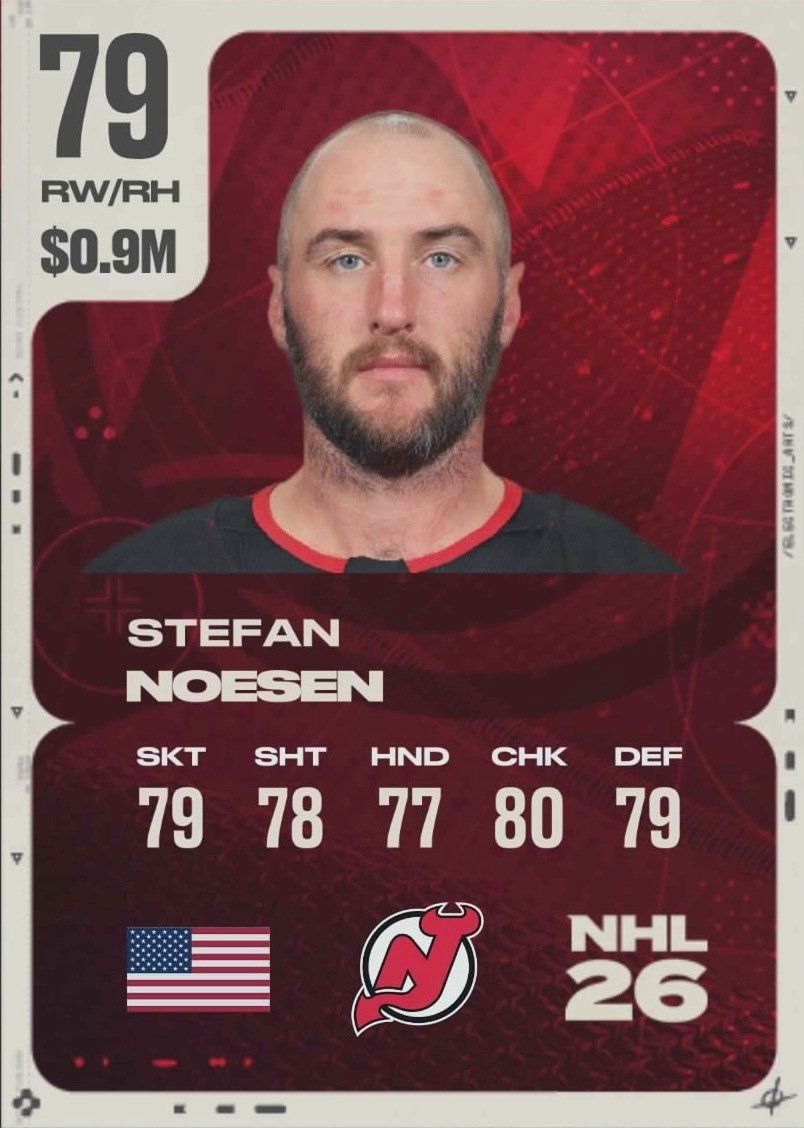 79
RW/RH
$0.9M
/ELECTRONIC_ARTS/
STEFAN
NOESEN
SKT SHT HND CHK DEF
79 78 77 80 79
NHL
26